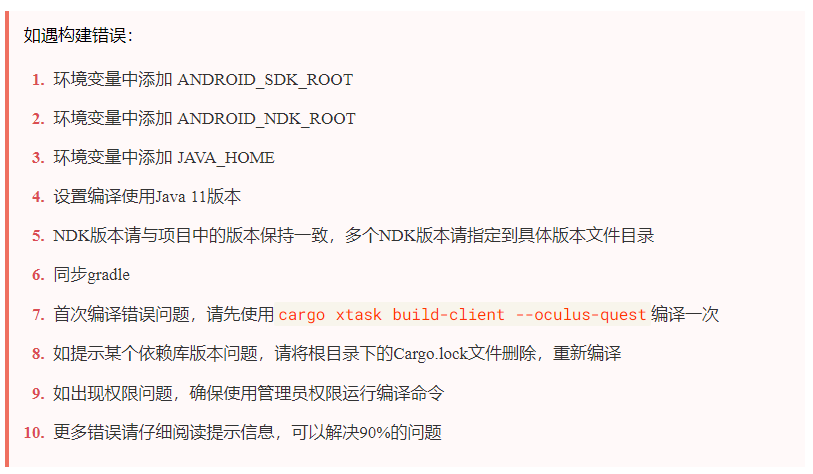 如遇构建错误：
1. 环境变量中添加 ANDROID_SDK_ROOT
2. 环境变量中添加 ANDROID_NDK_ROOT
3. 环境变量中添加 JAVA_HOME
4. 设置编译使用Java 11版本
5. NDK版本请与项目中的版本保持一致，多个NDK版本请指定到具体版本文件目录
6. 同步gradle
7. 首次编译错误问题，请先使用 cargo xtask build-client --oculus-quest 编译一次
8. 如提示某个依赖库版本问题，请将根目录下的Cargo.lock文件删除，重新编译
9. 如出现权限问题，确保使用管理员权限运行编译命令
10. 更多错误请仔细阅读提示信息，可以解决90%的问题